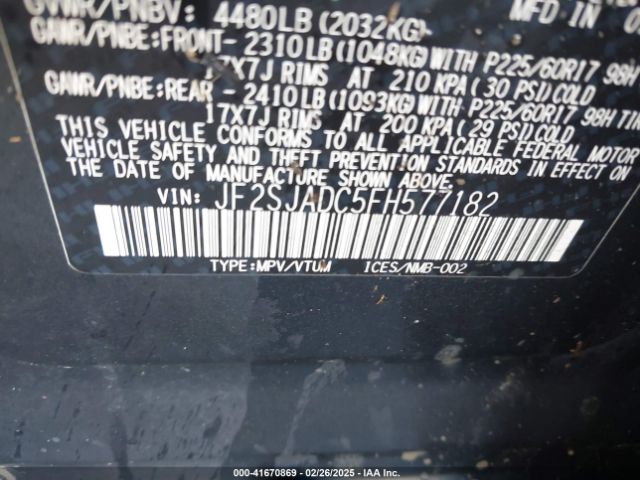 GVWR/PNBV: 4480LB(2032KG)
GAWR/PNBE:FRONT-2310LB(1048KG)WITH P225/60R17 98H
17X7J RIMS AT 210 KPA(30 PSI)COLD
GAWR/PNBE:REAR -2410LB(1093KG)WITH P225/60R17 98H TIR
17X7J RIMS AT 200 KPA(29 PSI)COLD
THIS VEHICLE CONFORMS TO ALL APPLICABLE FEDERAL MOTOR
VEHICLE SAFETY AND THEFT PREVENTION STANDARDS IN EFFECT
ON THE DATE OF MANUFACTURE SHOWN ABOVE.
VIN: JF2SJADC5FH577182
TYPE:MPV/VTUM ICES/NMB-002
000-41670869 | 02/26/2025 | IAA Inc.